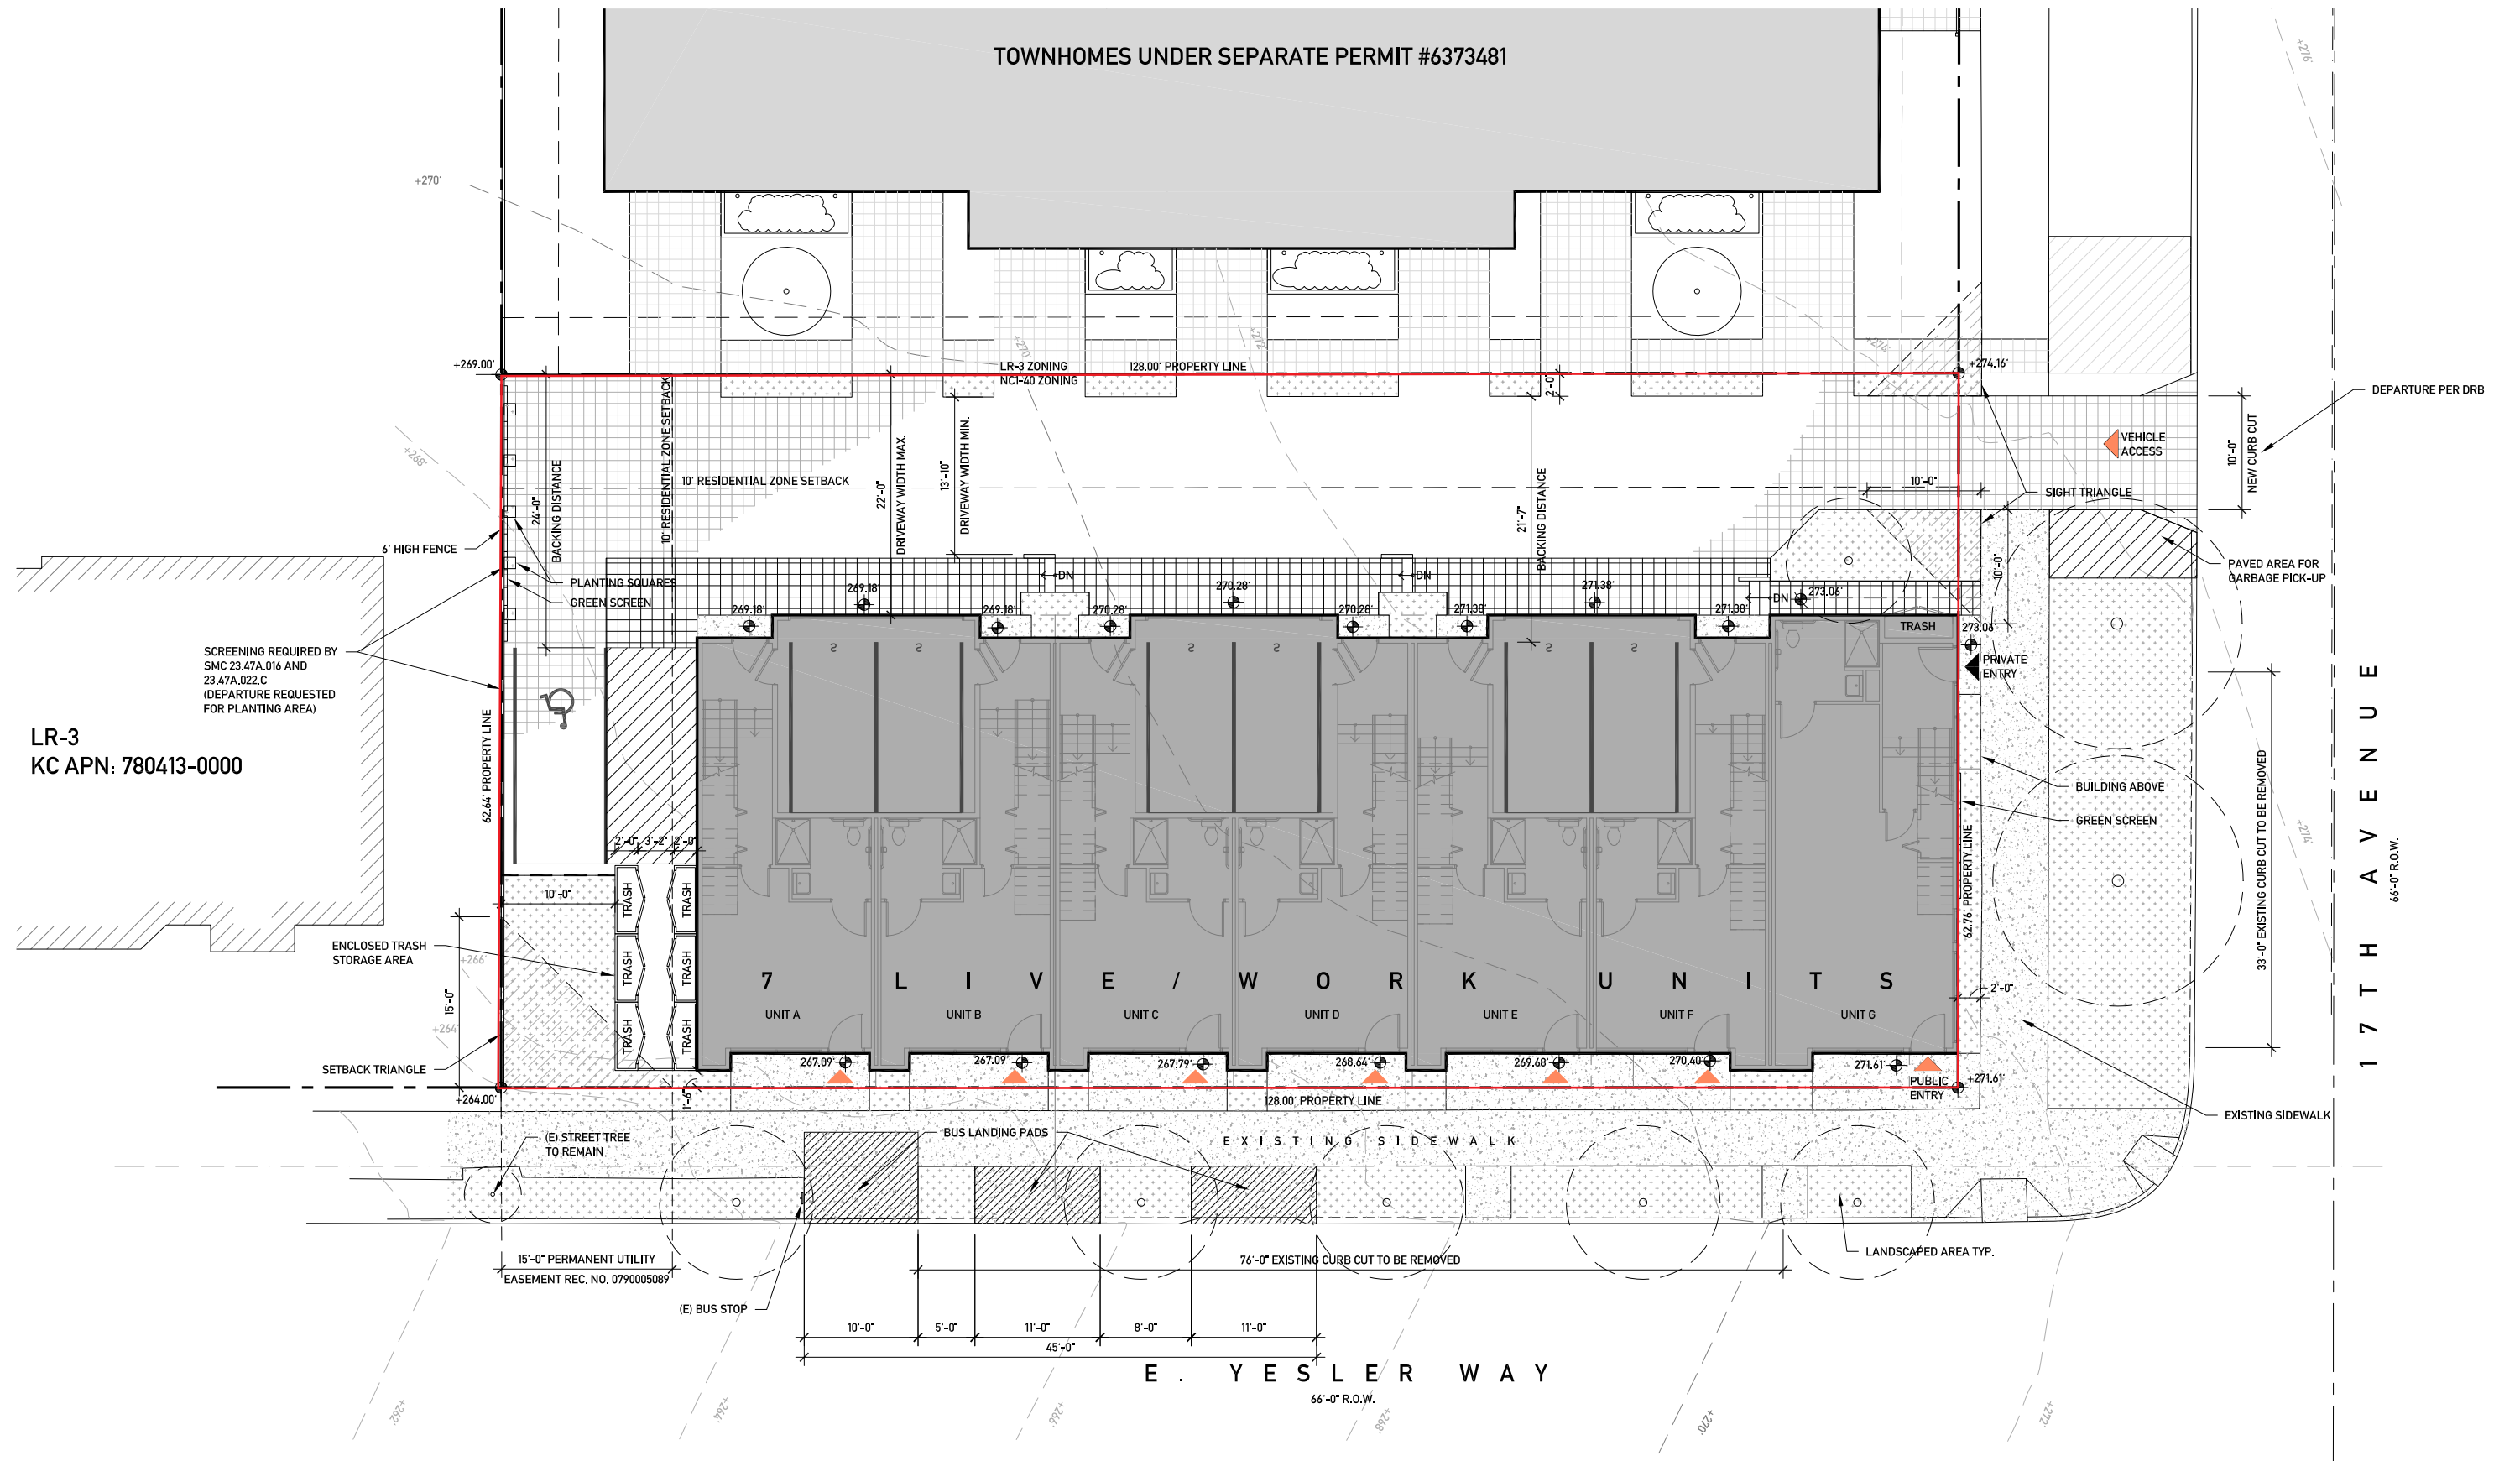 TOWNHOMES UNDER SEPARATE PERMIT #6373481
+276'
+270'
+270'
+272'
+274'
+269.00'
LR-3 ZONING
NC1-40 ZONING
128.00' PROPERTY LINE
2'-0"
+274.16'
DEPARTURE PER DRB
VEHICLE
ACCESS
10'-0"
NEW CURB CUT
+268'
10' RESIDENTIAL ZONE SETBACK
DRIVEWAY WIDTH MAX.
22'-0"
13'-10"
DRIVEWAY WIDTH MIN.
10' RESIDENTIAL ZONE SETBACK
24'-0"
BACKING DISTANCE
21'-7"
BACKING DISTANCE
10'-0"
SIGHT TRIANGLE
10'-0"
6' HIGH FENCE
PLANTING SQUARES
GREEN SCREEN
PAVED AREA FOR
GARBAGE PICK-UP
DN
DN
DN
269.18'
270.28'
271.38'
273.06'
269.18'
269.18'
270.28'
270.28'
271.38'
271.38'
TRASH
273.06
PRIVATE
ENTRY
SCREENING REQUIRED BY
SMC 23.47A.016 AND
23.47A.022.C
(DEPARTURE REQUESTED
FOR PLANTING AREA)
S
S
S
S
S
S
LR-3
KC APN: 780413-0000
62.64' PROPERTY LINE
2'-0"
3'-2"
2'-0"
33'-0" EXISTING CURB CUT TO BE REMOVED
BUILDING ABOVE
GREEN SCREEN
+274'
62.76' PROPERTY LINE
17TH AVENUE
66'-0" R.O.W.
10'-0"
TRASH
TRASH
TRASH
TRASH
TRASH
TRASH
ENCLOSED TRASH
STORAGE AREA
+266'
15'-0"
+264'
SETBACK TRIANGLE
7 LIVE/WORK UNITS
UNIT A
UNIT B
UNIT C
UNIT D
UNIT E
UNIT F
UNIT G
2'-0"
267.09'
267.09'
267.79'
268.64'
269.68'
270.40'
271.61'
PUBLIC
ENTRY
+271.61'
+264.00'
1'-6"
128.00' PROPERTY LINE
EXISTING SIDEWALK
(E) STREET TREE
TO REMAIN
BUS LANDING PADS
EXISTING SIDEWALK
15'-0" PERMANENT UTILITY
EASEMENT REC. NO. 0790005089
76'-0" EXISTING CURB CUT TO BE REMOVED
LANDSCAPED AREA TYP.
(E) BUS STOP
10'-0"
5'-0"
11'-0"
8'-0"
11'-0"
45'-0"
E. YESLER WAY
66'-0" R.O.W.
+262'
+264'
+266'
+268'
+270'
+272'